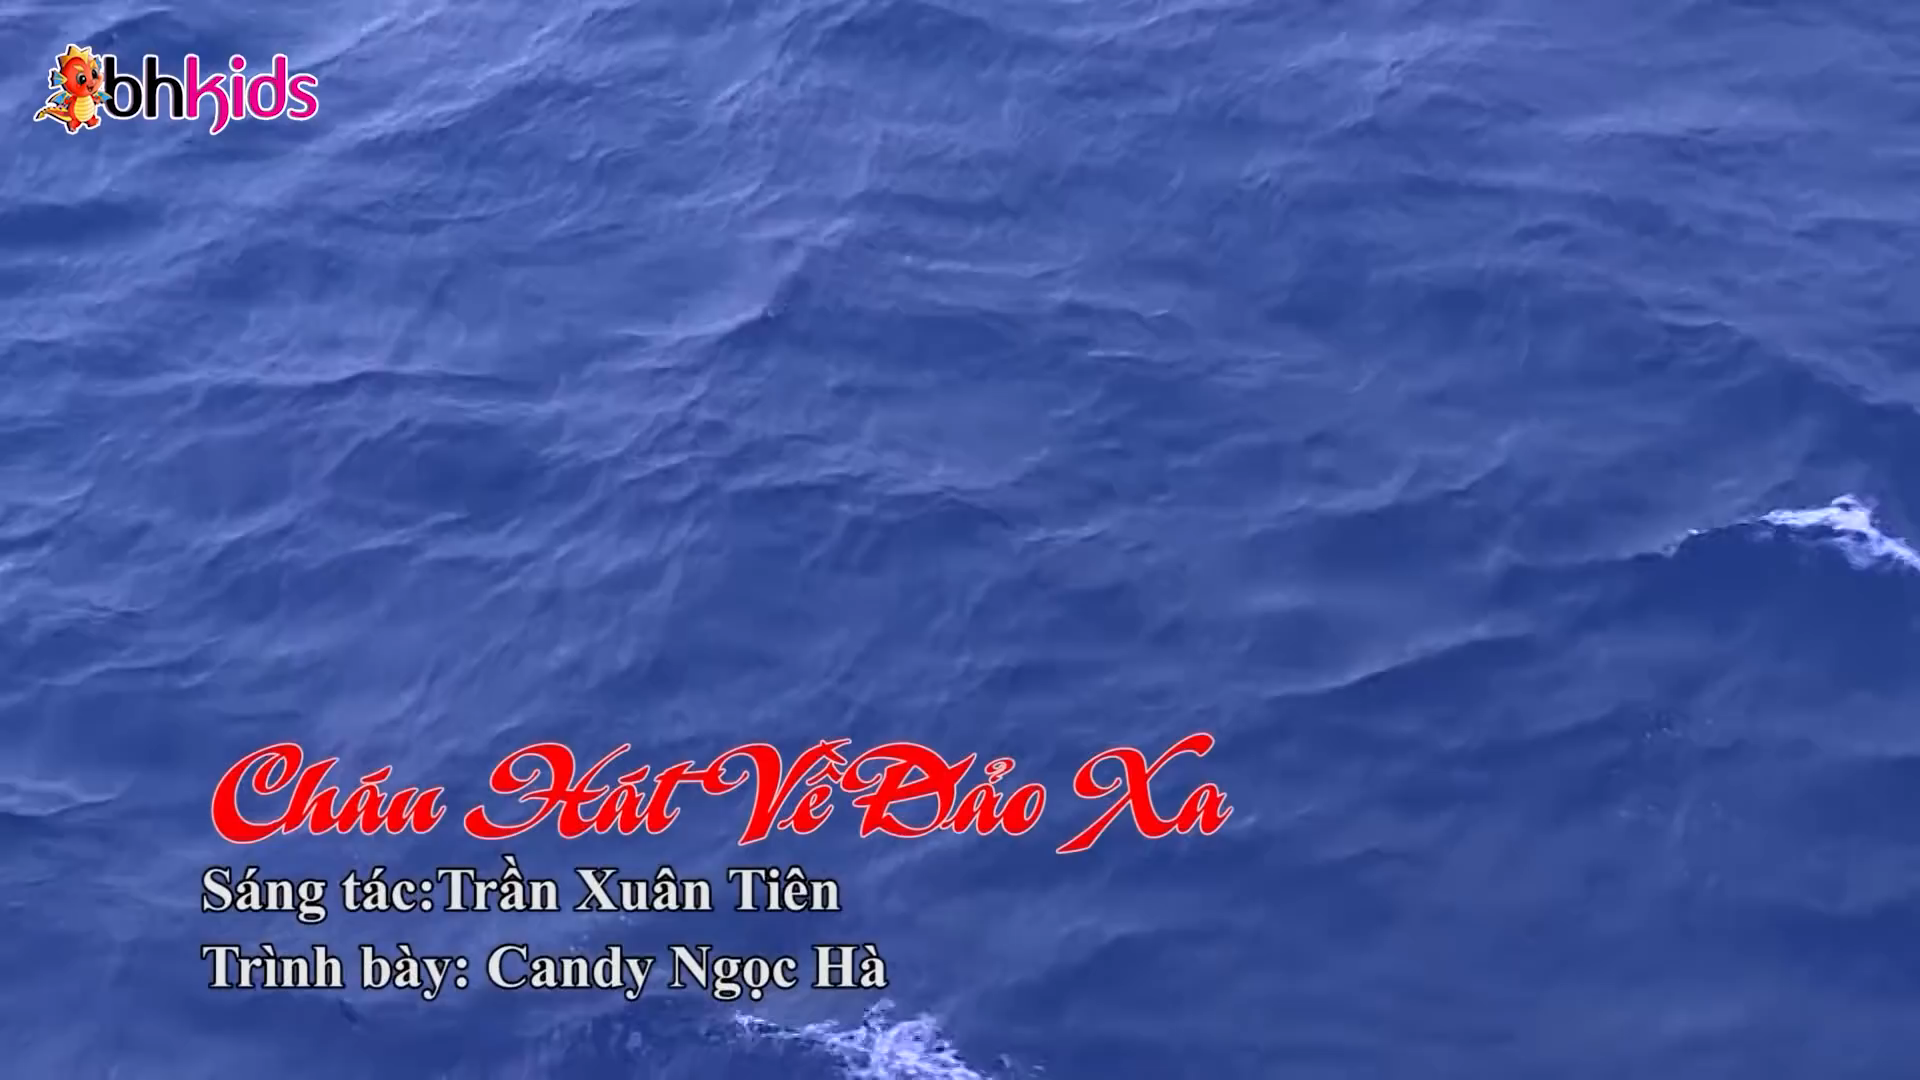 bhkids
Cháu Hát Về Đảo Xa
Sáng tác:Trần Xuân Tiên
Trình bày: Candy Ngọc Hà